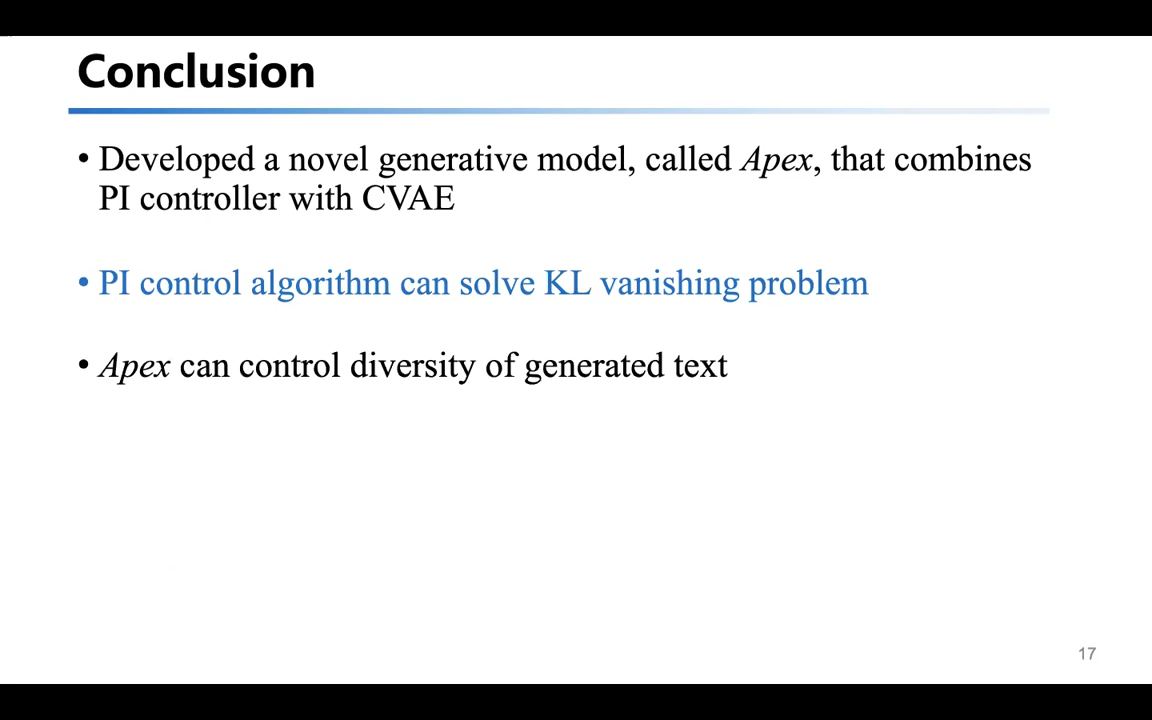 Conclusion
• Developed a novel generative model, called Apex, that combines
PI controller with CVAE
• PI control algorithm can solve KL vanishing problem
• Apex can control diversity of generated text
17